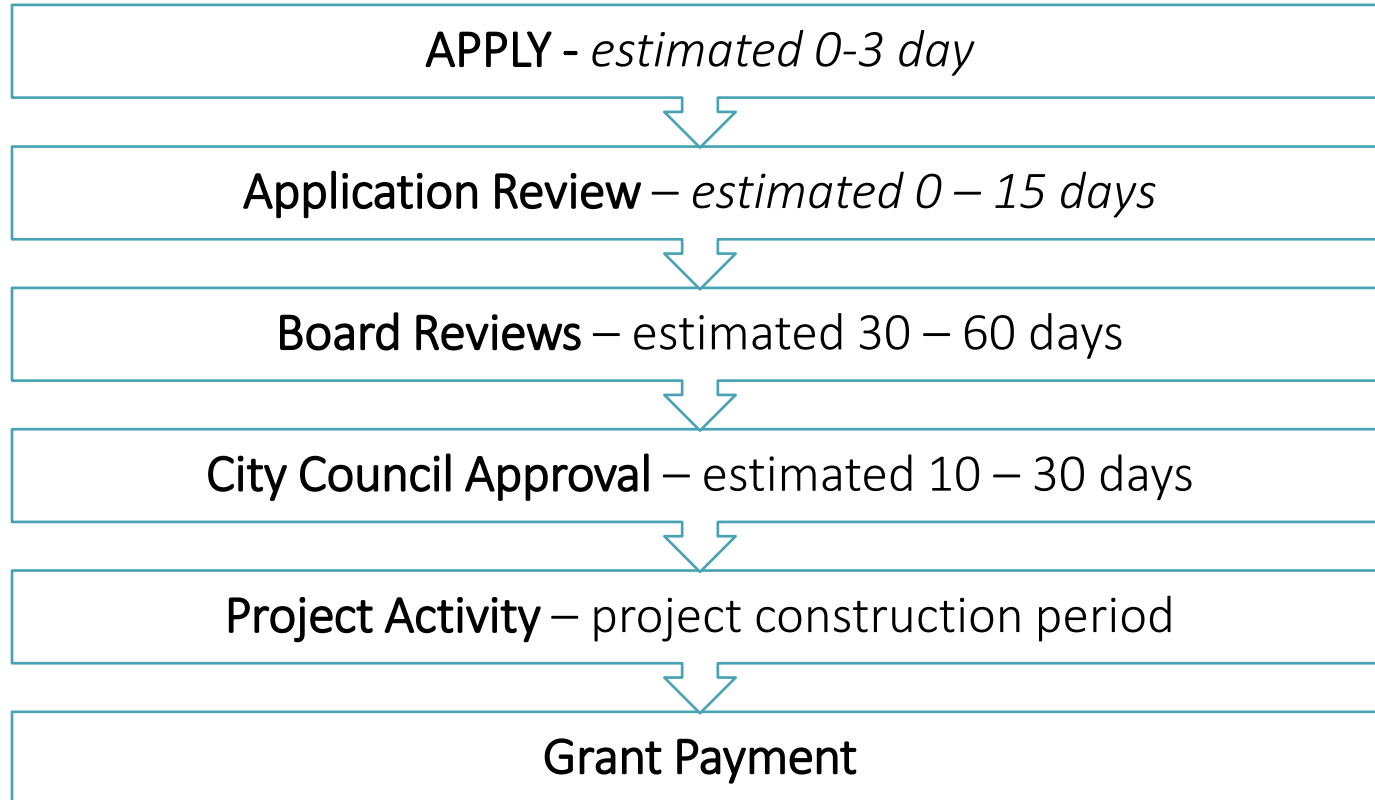 APPLY - estimated 0-3 day
Application Review – estimated 0 – 15 days
Board Reviews – estimated 30 – 60 days
City Council Approval – estimated 10 – 30 days
Project Activity – project construction period
Grant Payment